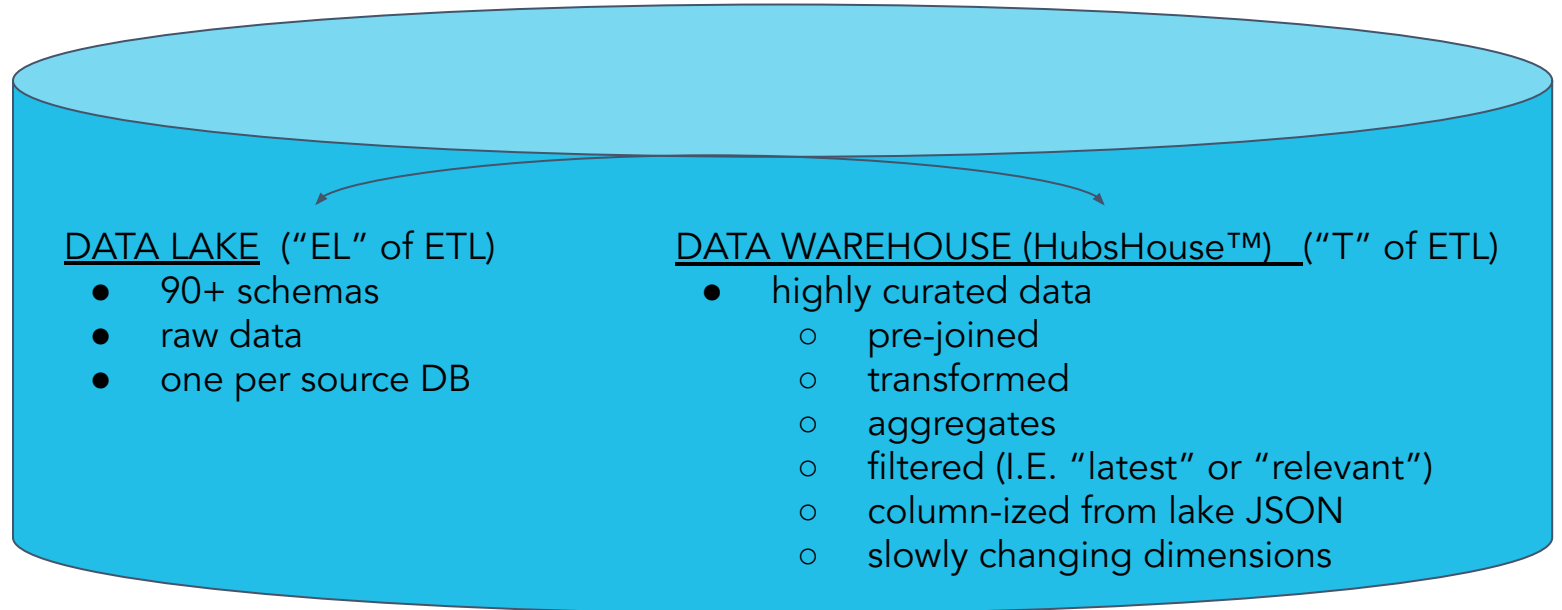 DATA LAKE (“EL” of ETL)
● 90+ schemas
● raw data
● one per source DB
DATA WAREHOUSE (HubsHouse™) (“T” of ETL)
● highly curated data
○ pre-joined
○ transformed
○ aggregates
○ filtered (I.E. “latest” or “relevant”)
○ column-ized from lake JSON
○ slowly changing dimensions